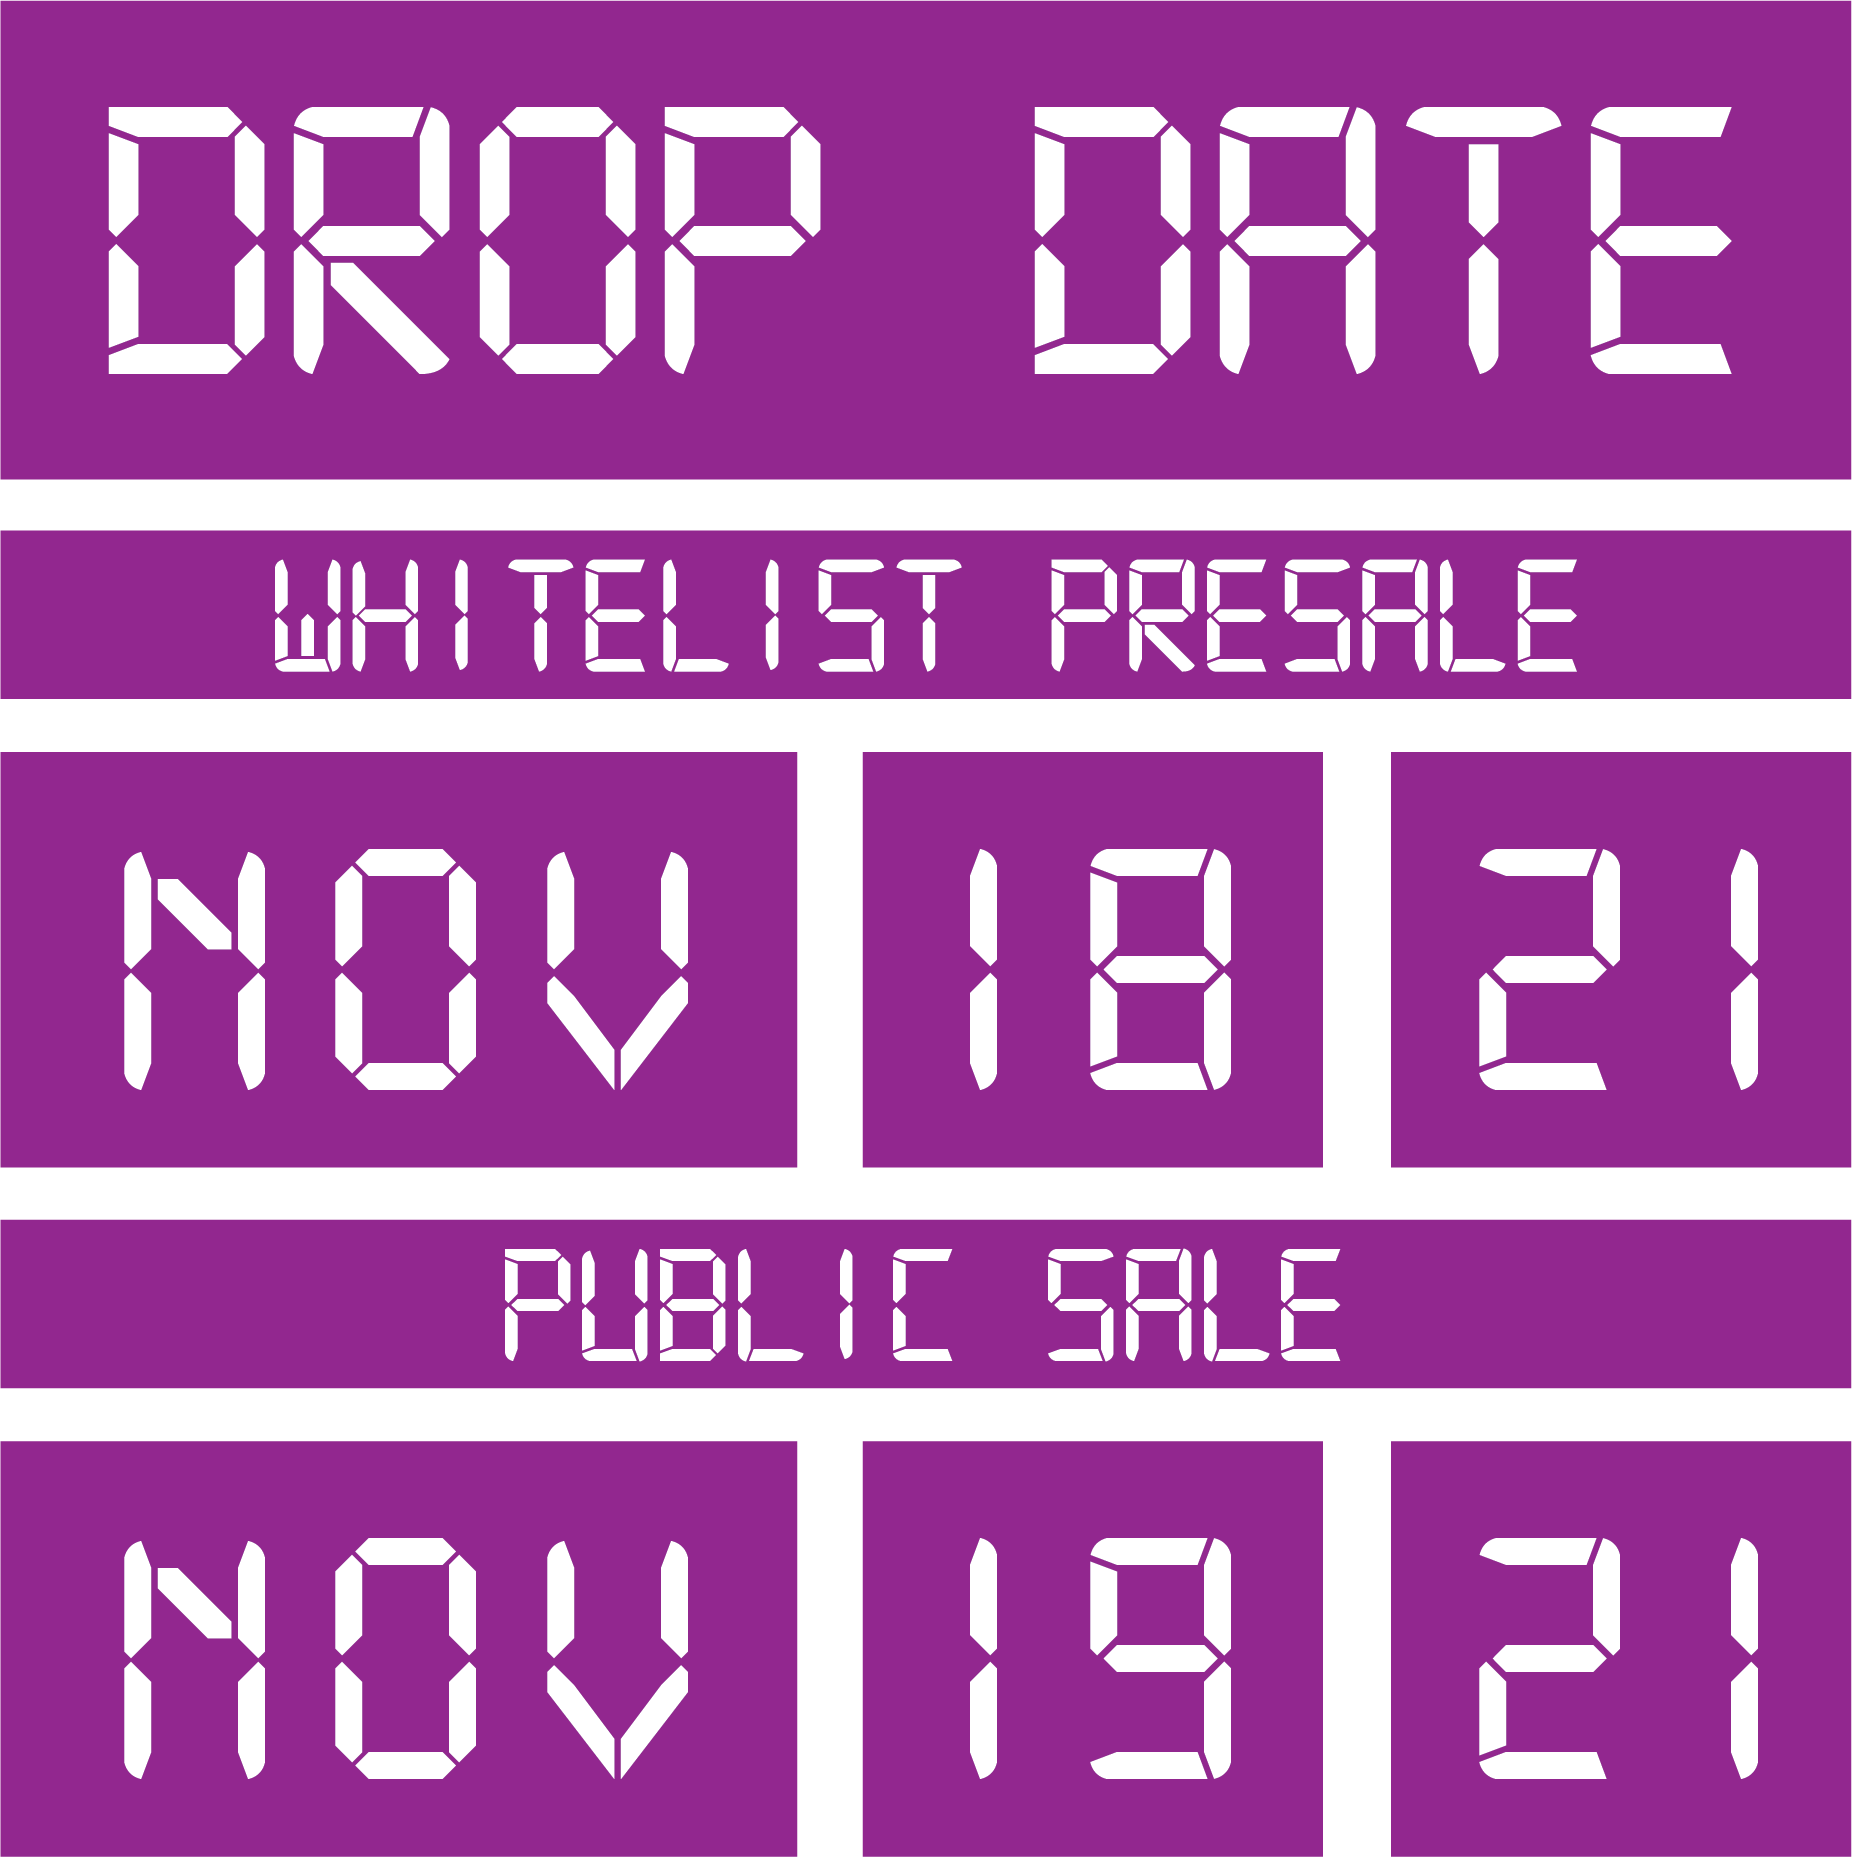 DROP DATE
WHITELIST PRESALE
NOV 18 21
PUBLIC SALE
NOV 19 21